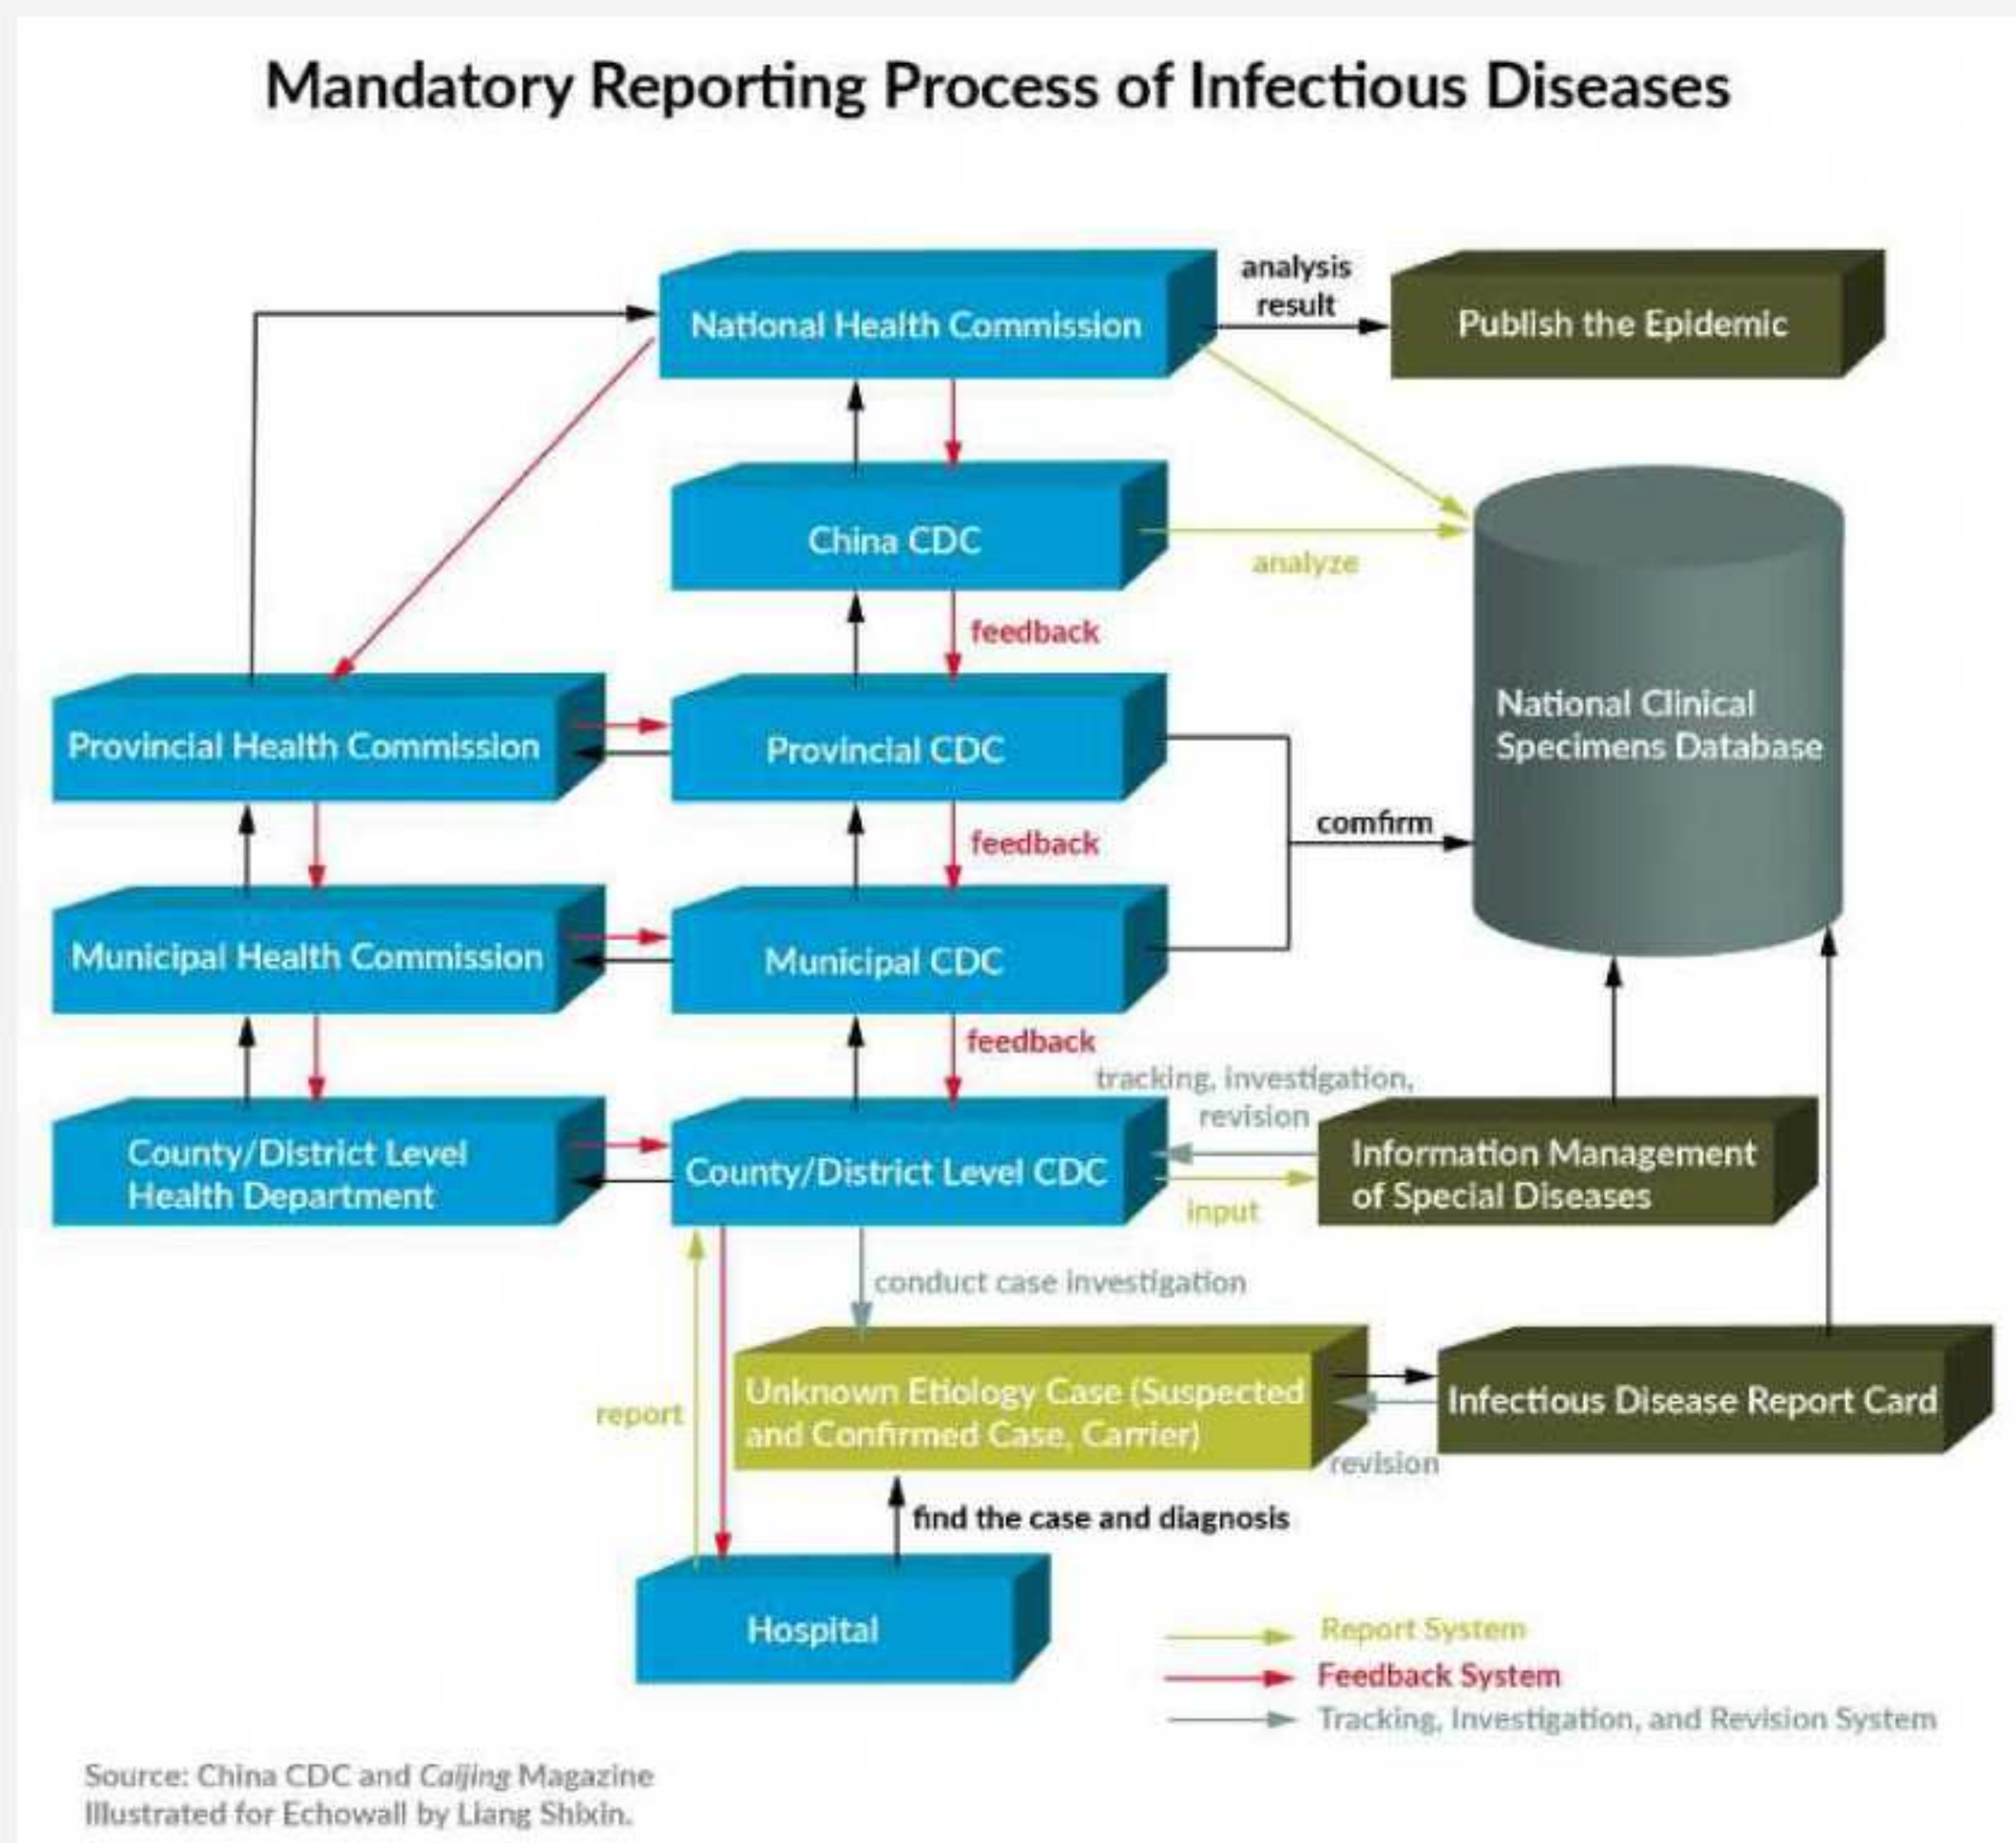 Mandatory Reporting Process of Infectious Diseases
analysis
result
National Health Commission
Publish the Epidemic
China CDC
analyze
feedback
National Clinical
Specimens Database
Provincial Health Commission
Provincial CDC
comfirm
feedback
Municipal Health Commission
Municipal CDC
feedback
tracking, investigation,
revision
County/District Level
Health Department
County/District Level CDC
Information Management
of Special Diseases
input
conduct case investigation
Unknown Etiology Case (Suspected
and Confirmed Case, Carrier)
Infectious Disease Report Card
report
revision
find the case and diagnosis
Hospital
Report System
Feedback System
Tracking, Investigation, and Revision System
Source: China CDC and Caijing Magazine
Illustrated for Echowall by Liang Shixin.